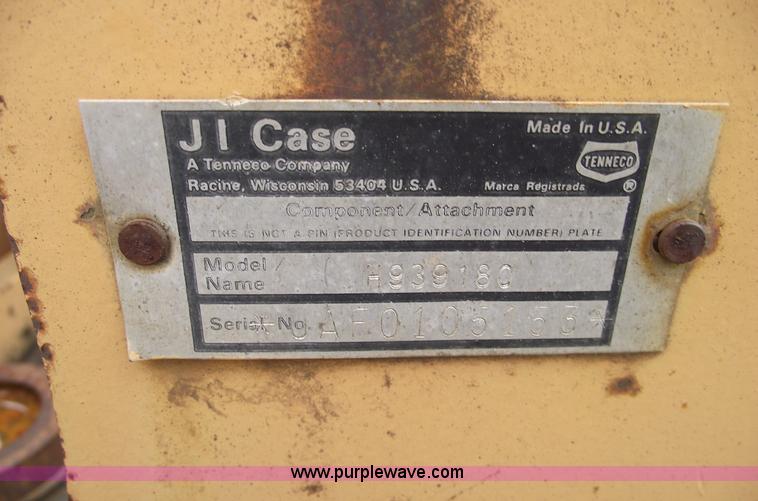 J I Case
A Tenneco Company
Racine, Wisconsin 53404 U.S.A.
Made In U.S.A.
TENNECO
Marca Registrada ®
Component/Attachment
THIS IS NOT A PIN (PRODUCT IDENTIFICATION NUMBER) PLATE
Model Name H939180
Serial No.
www.purplewave.com